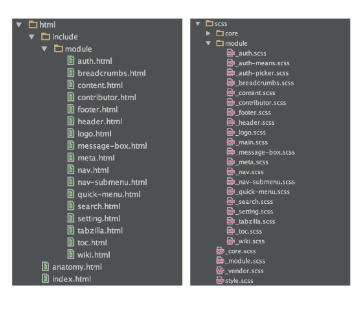 html
include
module
auth.html
breadcrumbs.html
content.html
contributor.html
footer.html
header.html
logo.html
message-box.html
meta.html
nav.html
nav-submenu.html
quick-menu.html
search.html
setting.html
tabzilla.html
toc.html
wiki.html
anatomy.html
index.html
scss
core
module
_auth.scss
_auth-means.scss
_auth-picker.scss
_breadcrumbs.scss
_content.scss
_contributor.scss
_footer.scss
_header.scss
_logo.scss
_main.scss
_message-box.scss
_meta.scss
_nav.scss
_nav-submenu.scss
_quick-menu.scss
_search.scss
_setting.scss
_tabzilla.scss
_toc.scss
_wiki.scss
_core.scss
_module.scss
_vendor.scss
style.scss